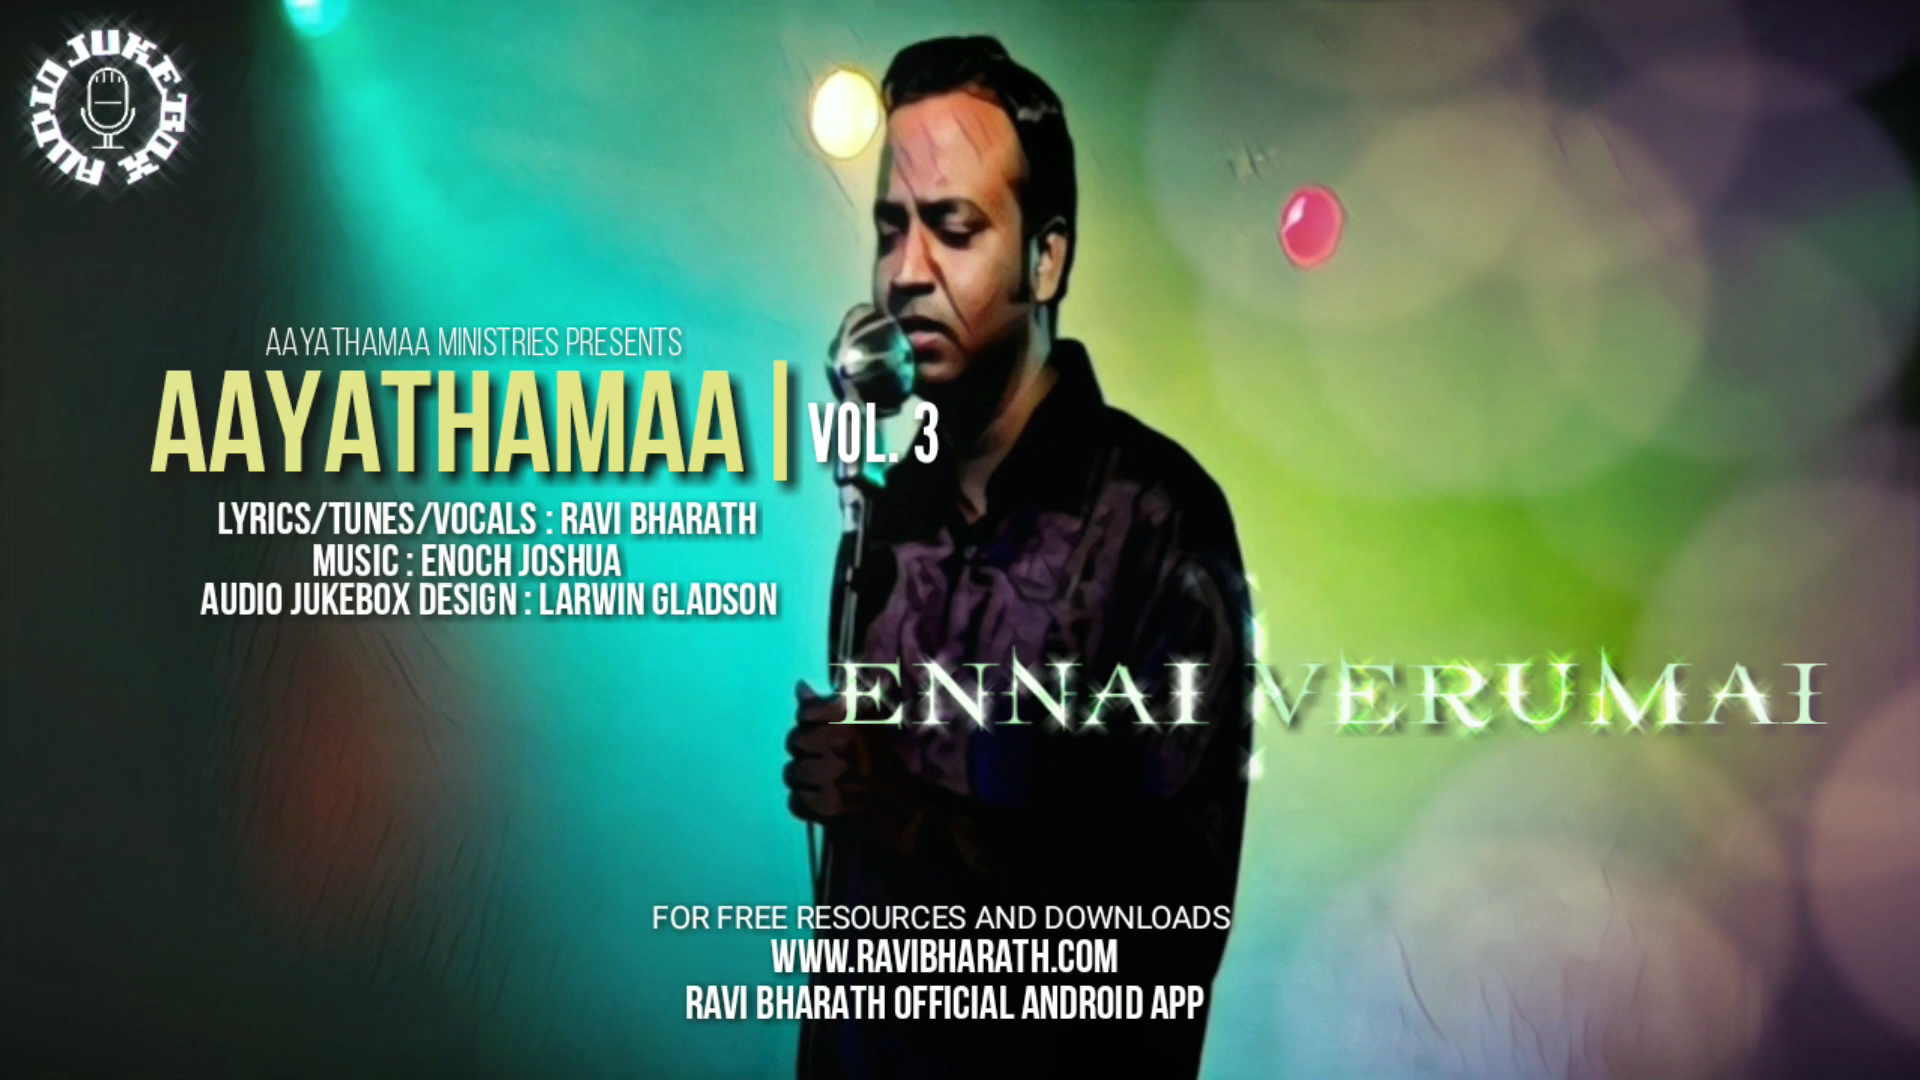 AUDIO JUKEBOX
AAYATHAMAA MINISTRIES PRESENTS
AAYATHAMAA | VOL. 3
LYRICS/TUNES/VOCALS : RAVI BHARATH
MUSIC : ENOCH JOSHUA
AUDIO JUKEBOX DESIGN : LARWIN GLADSON
ENNAI VERUMAI
FOR FREE RESOURCES AND DOWNLOADS
WWW.RAVIBHARATH.COM
RAVI BHARATH OFFICIAL ANDROID APP